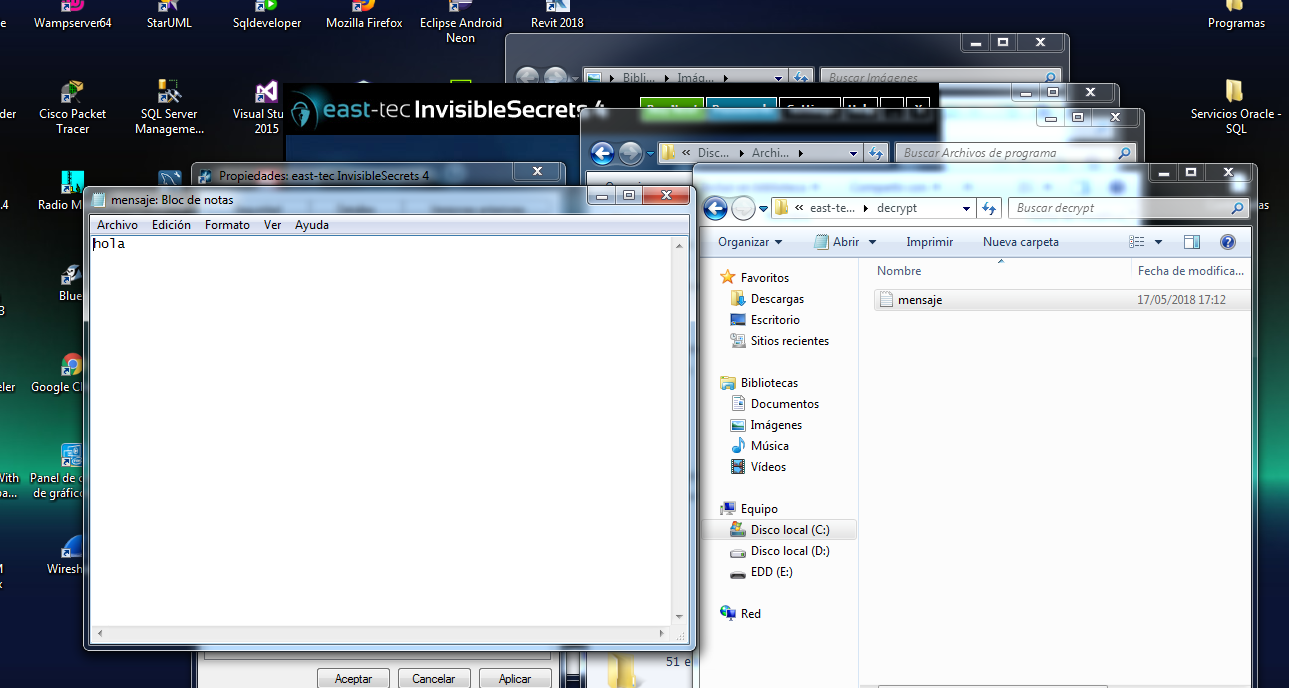 Wampserver64
StarUML
Sqldeveloper
Mozilla Firefox
Eclipse Android
Neon
Revit 2018
Programas
Cisco Packet
Tracer
SQL Server
Manageme...
Visual Stu
2015
Servicios Oracle -
SQL
Bibl...
Imág...
Buscar Imágenes
east-tec InvisibleSecrets 4
Disc...
Archi...
Buscar Archivos de programa
Propiedades: east-tec InvisibleSecrets 4
mensaje: Bloc de notas
Archivo Edición Formato Ver Ayuda
hola
« east-te...
decrypt
Buscar decrypt
Organizar
Abrir
Imprimir
Nueva carpeta
Nombre
Fecha de modifica...
mensaje
17/05/2018 17:12
Favoritos
Descargas
Escritorio
Sitios recientes
Bibliotecas
Documentos
Imágenes
Música
Vídeos
Equipo
Disco local (C:)
Disco local (D:)
EDD (E:)
Red
Radio M
Blue
Google Cl
Panel de
de gráfic
Wiresh
51 e
Aceptar
Cancelar
Aplicar